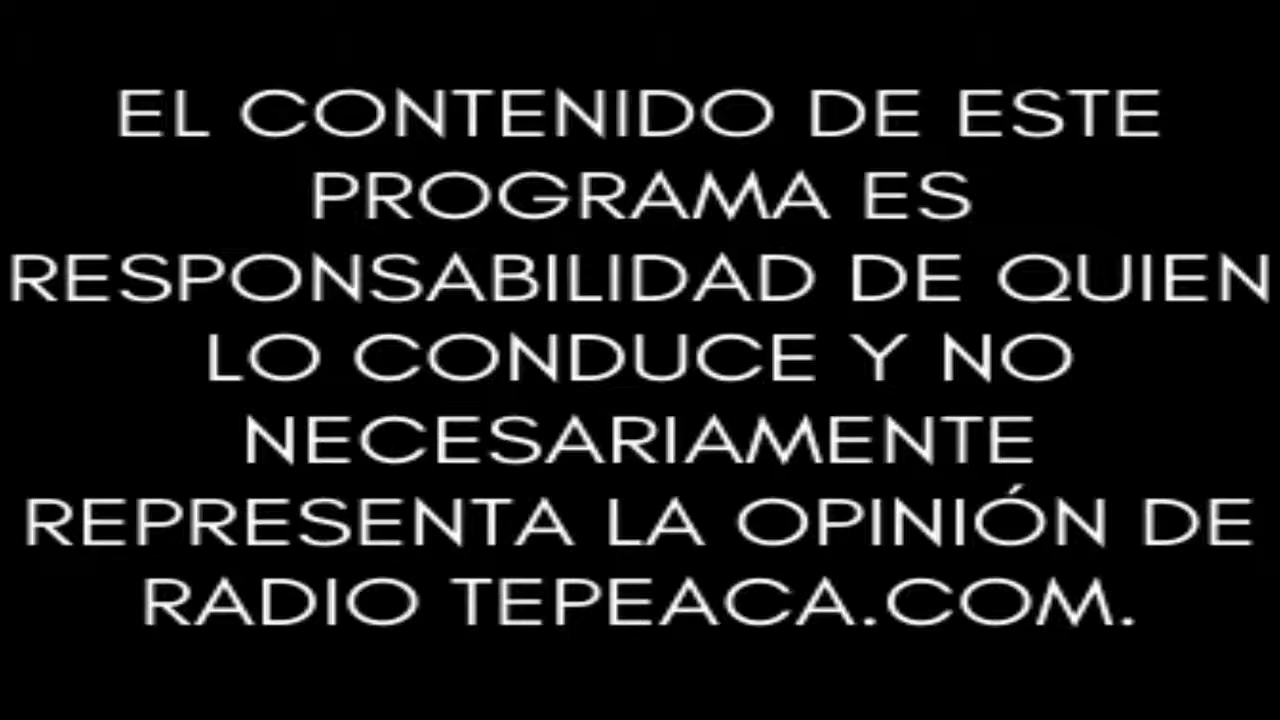 EL CONTENIDO DE ESTE
PROGRAMA ES
RESPONSABILIDAD DE QUIEN
LO CONDUCE Y NO
NECESARIAMENTE
REPRESENTA LA OPINIÓN DE
RADIO TEPEACA.COM.